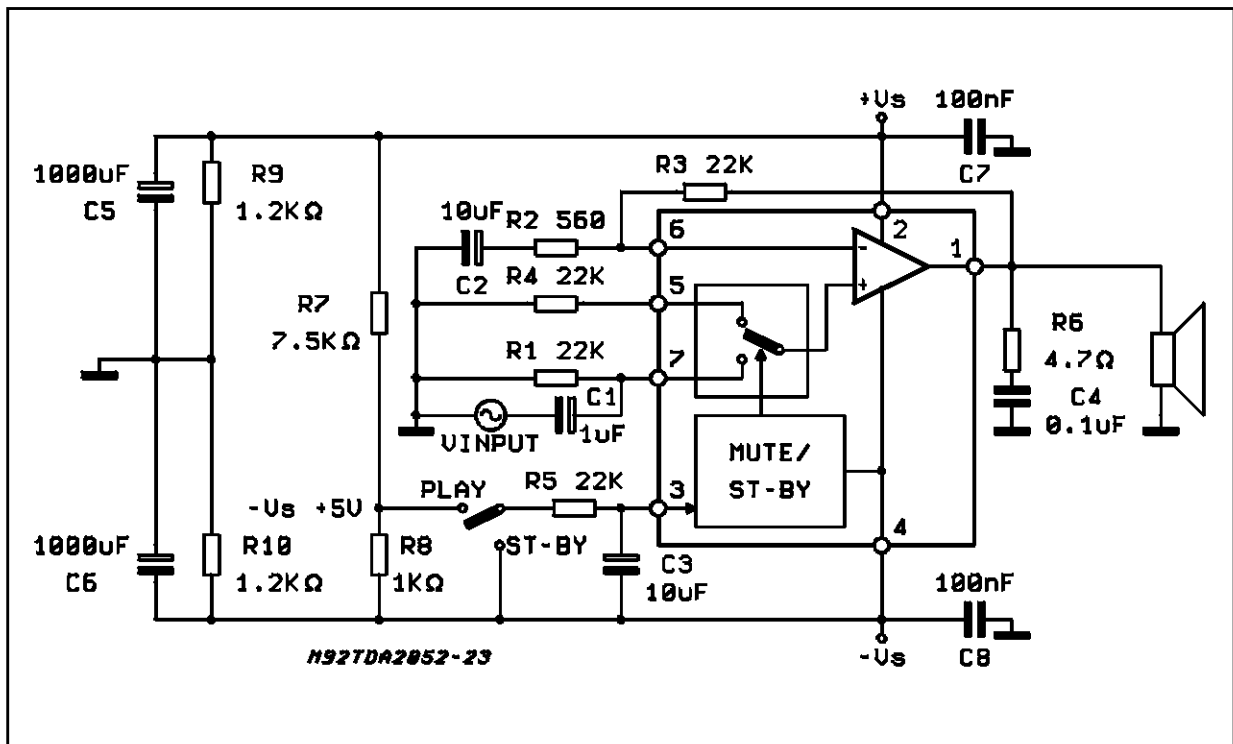 +Vs
100nF
C7
1000uF
C5
R9
1.2KΩ
R3 22K
10uF
C2
R2 560
6
2
1
R4 22K
5
R7
7.5KΩ
R1 22K
7
C1
1uF
VINPUT
R6
4.7Ω
C4
0.1uF
MUTE/
ST-BY
PLAY
R5 22K
3
-Vs +5V
ST-BY
4
1000uF
C6
R10
1.2KΩ
R8
1KΩ
C3
10uF
100nF
C8
-Vs
M92TDA2052-23
-
+